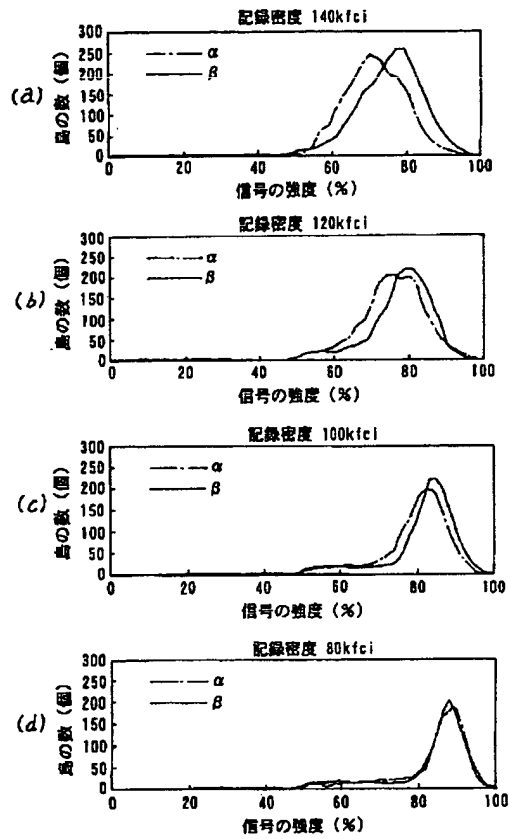 記録密度 140kfci
(a)
島の数 (個)
300
250
200
150
100
50
0
α
β
0 20 40 60 80 100
信号の強度 (%)
記録密度 120kfci
(b)
島の数 (個)
300
250
200
150
100
50
0
α
β
0 20 40 60 80 100
信号の強度 (%)
記録密度 100kfci
(c)
島の数 (個)
300
250
200
150
100
50
0
α
β
0 20 40 60 80 100
信号の強度 (%)
記録密度 80kfci
(d)
島の数 (個)
300
250
200
150
100
50
0
α
β
0 20 40 60 80 100
信号の強度 (%)